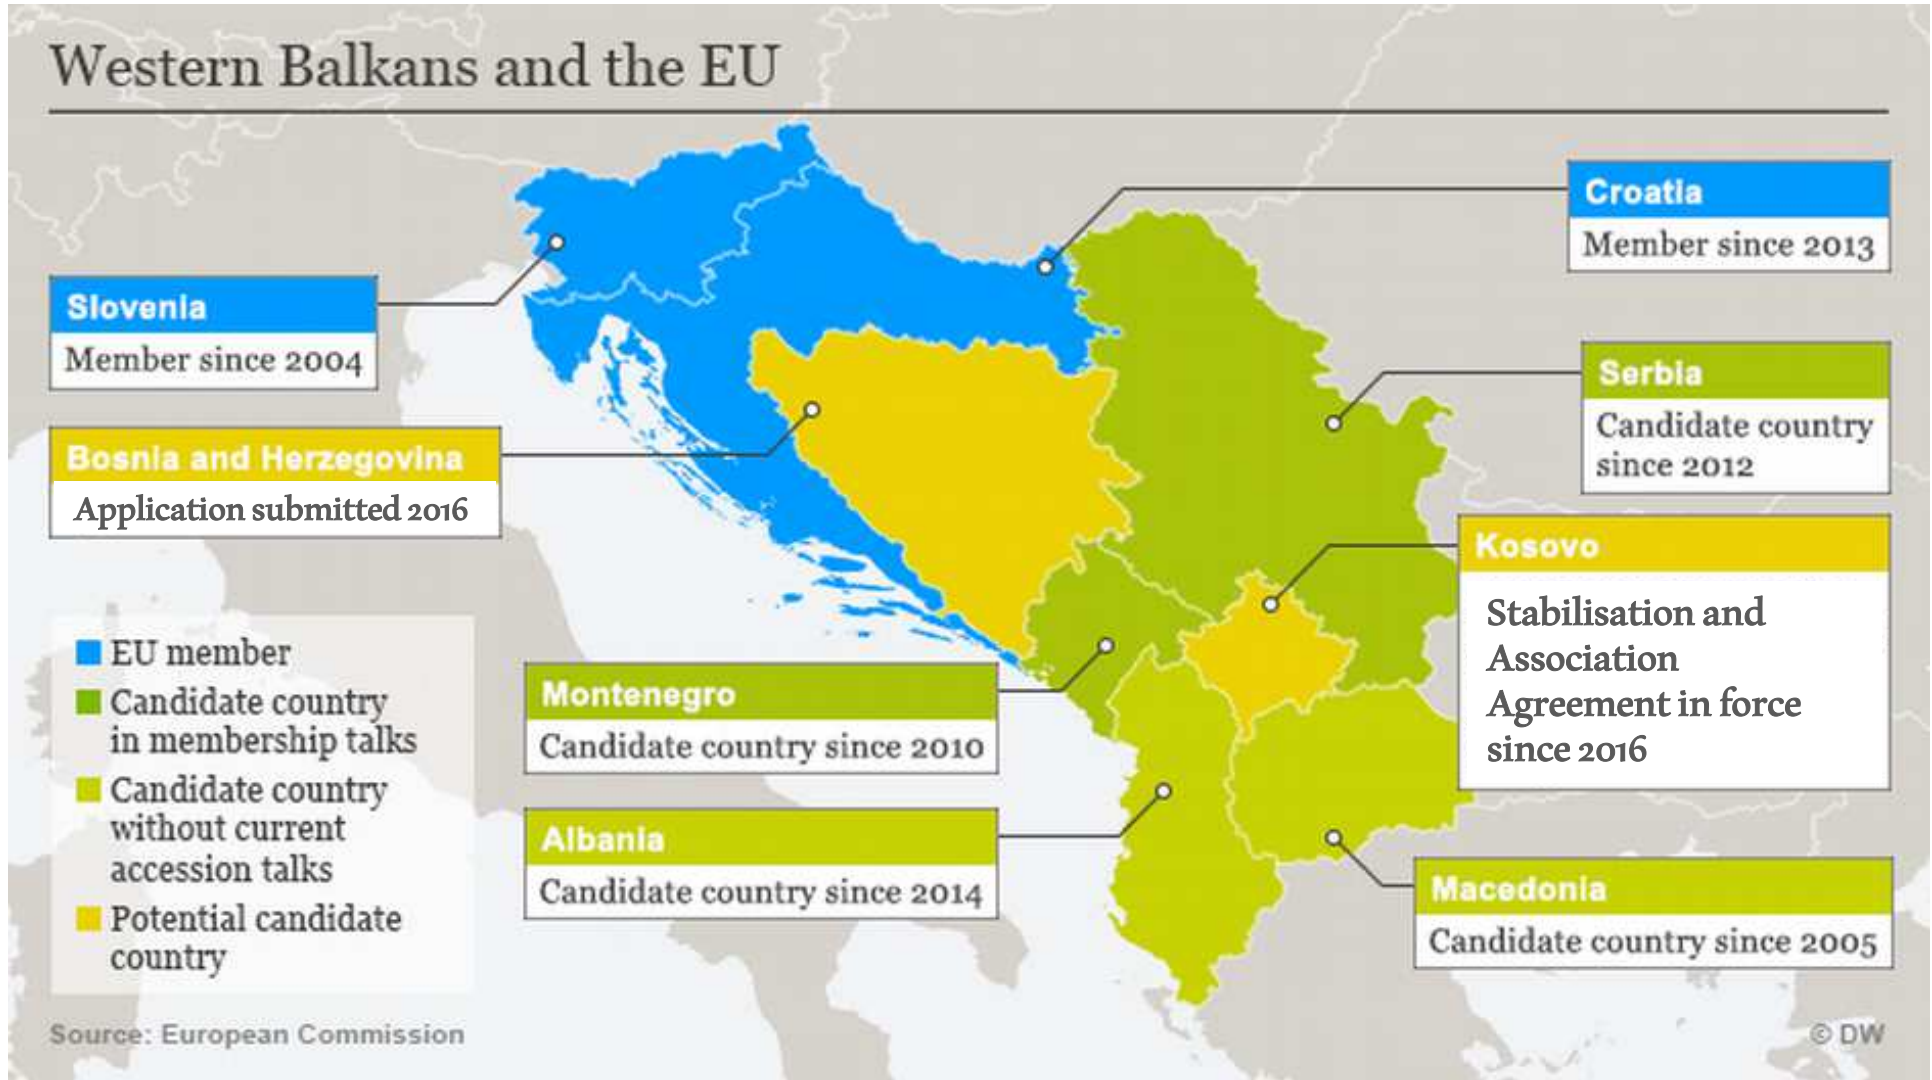 Western Balkans and the EU
Croatia
Member since 2013
Slovenia
Member since 2004
Serbia
Candidate country
since 2012
Bosnia and Herzegovina
Application submitted 2016
Kosovo
Stabilisation and
Association
Agreement in force
since 2016
EU member
Candidate country
in membership talks
Candidate country
without current
accession talks
Potential candidate
country
Montenegro
Candidate country since 2010
Albania
Candidate country since 2014
Macedonia
Candidate country since 2005
Source: European Commission
© DW